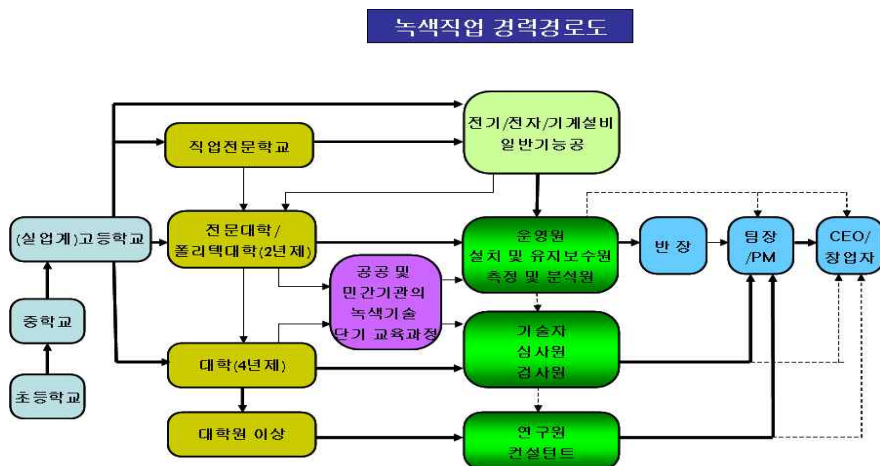 녹색직업 경력경로도
전기/전자/기계설비
일반기능공
직업전문학교
(실업계)고등학교
전문대학/
폴리텍대학(2년제)
운영원
설치 및 유지보수원
측정 및 분석원
반 장
팀장
/PM
CEO/
창업자
공공 및
민간기관의
녹색기술
단기 교육과정
중학교
기술자
심사원
검사원
대학(4년제)
초등학교
대학원 이상
연구원
컨설턴트